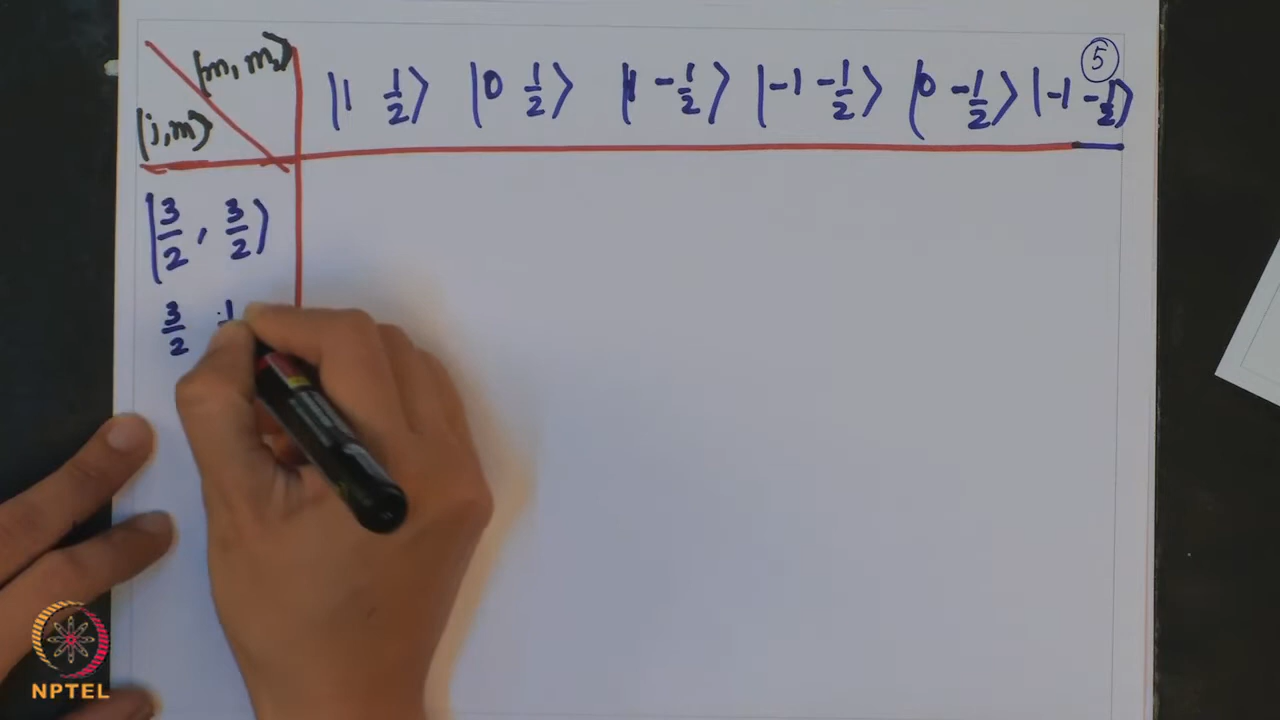 |m₁ m₂⟩ |1 1/2⟩ |0 1/2⟩ |1 -1/2⟩ |-1 -1/2⟩ |0 -1/2⟩ |-1 -1/2⟩ 5
|j,m⟩
|3/2 , 3/2⟩
3/2 1
NPTEL